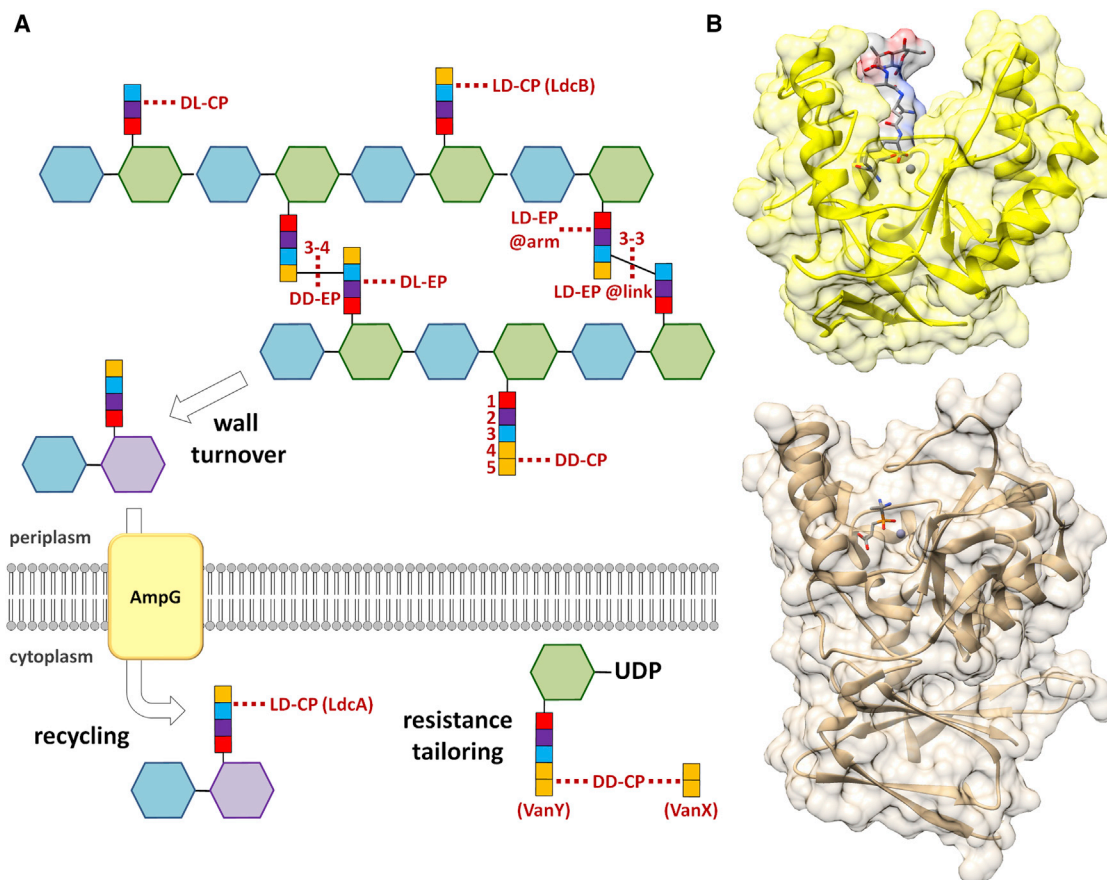 A
B
DL-CP
LD-CP (LdcB)
LD-EP
@arm
3-3
3-4
DD-EP
DL-EP
LD-EP @link
wall
turnover
1
2
3
4
5
DD-CP
periplasm
AmpG
cytoplasm
UDP
LD-CP (LdcA)
recycling
resistance
tailoring
DD-CP
(VanY)
(VanX)